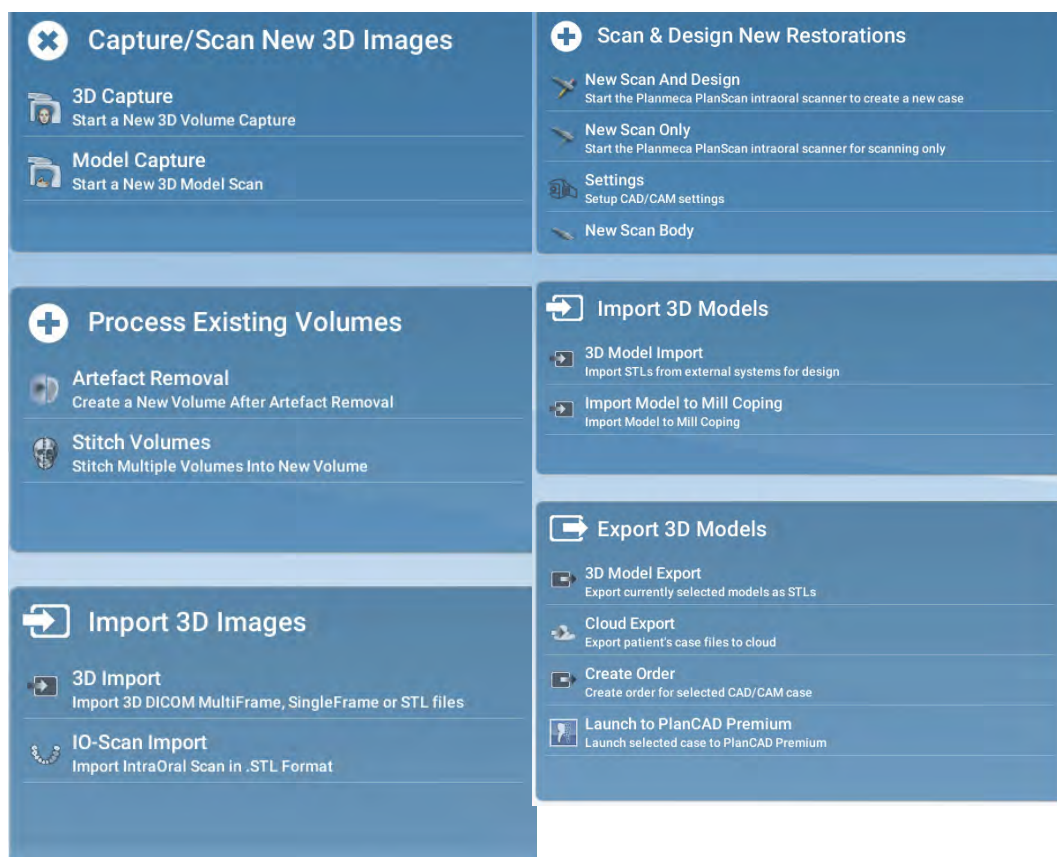 Capture/Scan New 3D Images
3D Capture
Start a New 3D Volume Capture
Model Capture
Start a New 3D Model Scan
Process Existing Volumes
Artefact Removal
Create a New Volume After Artefact Removal
Stitch Volumes
Stitch Multiple Volumes Into New Volume
Import 3D Images
3D Import
Import 3D DICOM MultiFrame, SingleFrame or STL files
IO-Scan Import
Import IntraOral Scan in .STL Format
Scan & Design New Restorations
New Scan And Design
Start the Planmeca PlanScan intraoral scanner to create a new case
New Scan Only
Start the Planmeca PlanScan intraoral scanner for scanning only
Settings
Setup CAD/CAM settings
New Scan Body
Import 3D Models
3D Model Import
Import STLs from external systems for design
Import Model to Mill Coping
Import Model to Mill Coping
Export 3D Models
3D Model Export
Export currently selected models as STLs
Cloud Export
Export patient's case files to cloud
Create Order
Create order for selected CAD/CAM case
Launch to PlanCAD Premium
Launch selected case to PlanCAD Premium